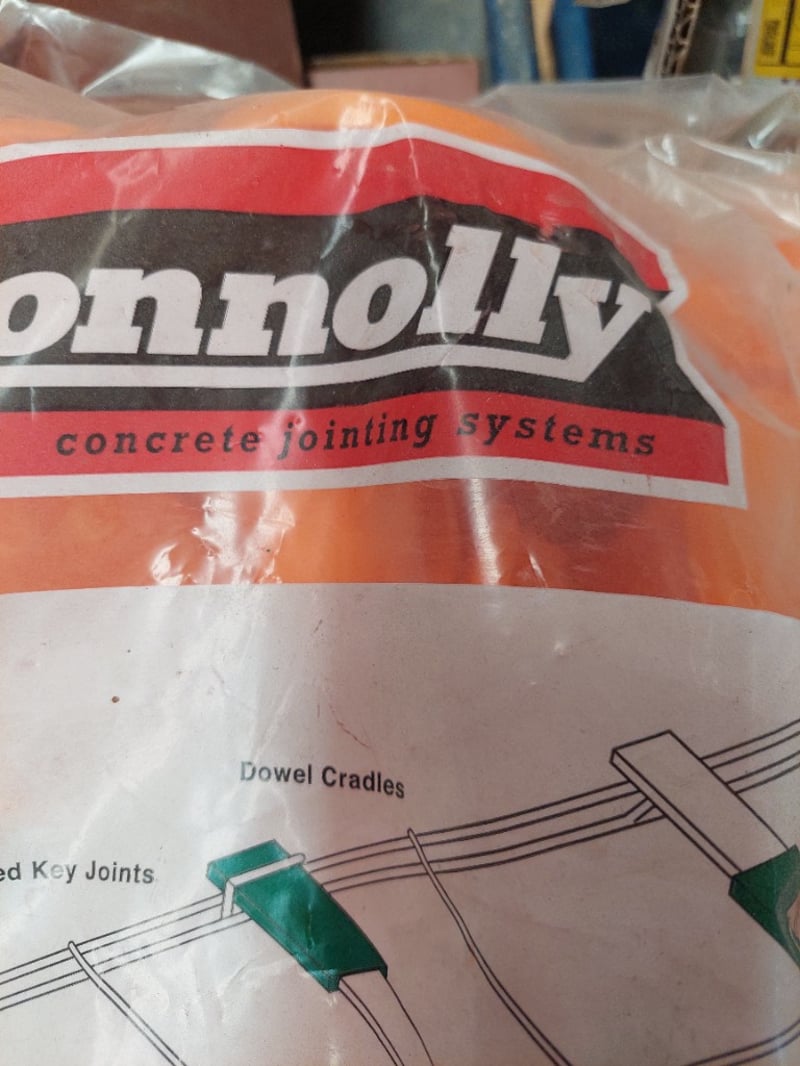 onnolly
concrete jointing systems
Dowel Cradles
ed Key Joints